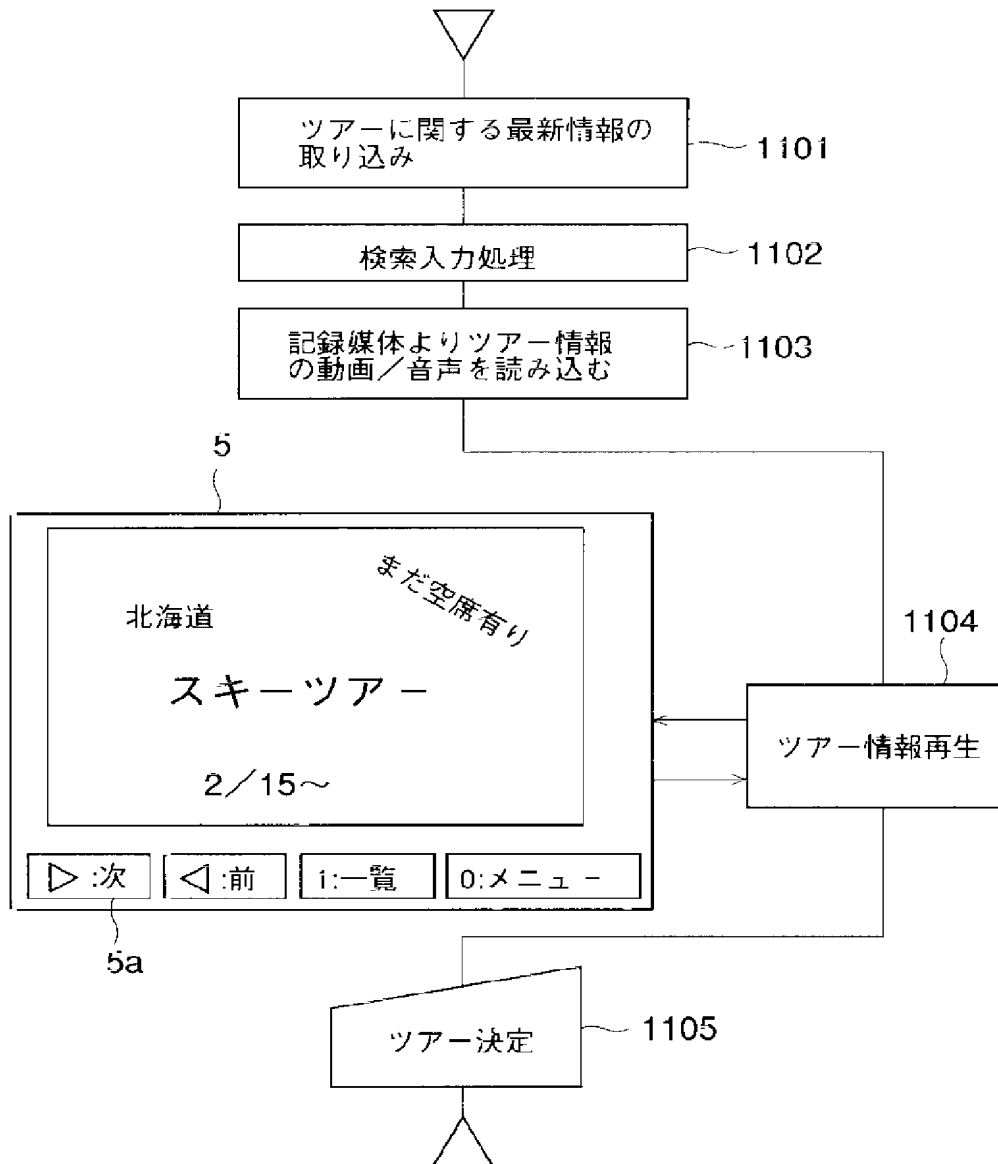 ツアーに関する最新情報の
取り込み
1101
検索入力処理
1102
記録媒体よりツアー情報
の動画／音声を読み込む
1103
5
まだ空席有り
北海道
スキーツアー
2／15〜
1104
ツアー情報再生
▷:次
◁:前
i:一覧
0:メニュー
5a
ツアー決定
1105